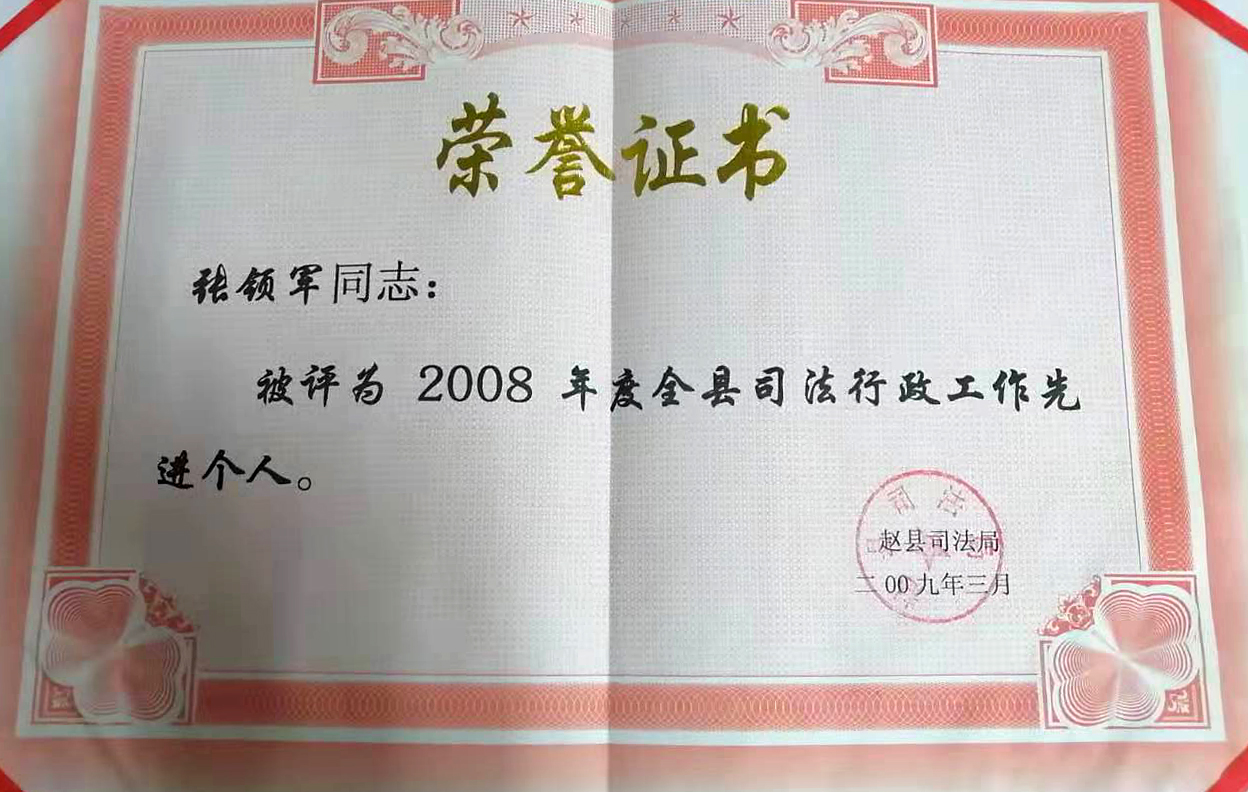 荣誉证书
张领军同志：
被评为 2008 年度全县司法行政工作先
进个人。
赵县司法局
二00九年三月